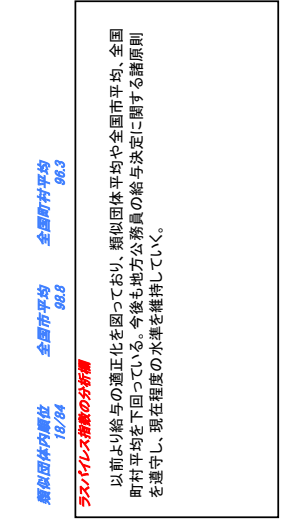 類似団体内順位 全国市平均 全国町村平均
18/84 98.8 96.3
ラスパイレス指数の分析欄
以前より給与の適正化を図っており、類似団体平均や全国市平均、全国
町村平均を下回っている。今後も地方公務員の給与決定に関する諸原則
を遵守し、現在程度の水準を維持していく。